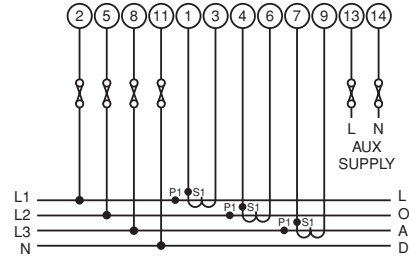 2 5 8 11 1 3 4 6 7 9 13 14
L N
AUX
SUPPLY
L1 P1 S1 L
L2 P1 S1 O
L3 P1 S1 A
N D